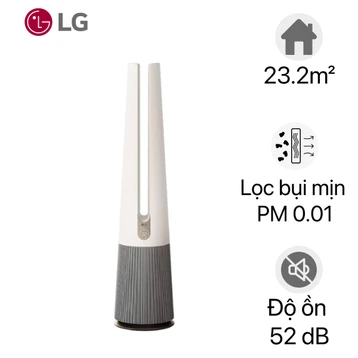 LG
23.2m²
Lọc bụi mịn
PM 0.01
Độ ồn
52 dB